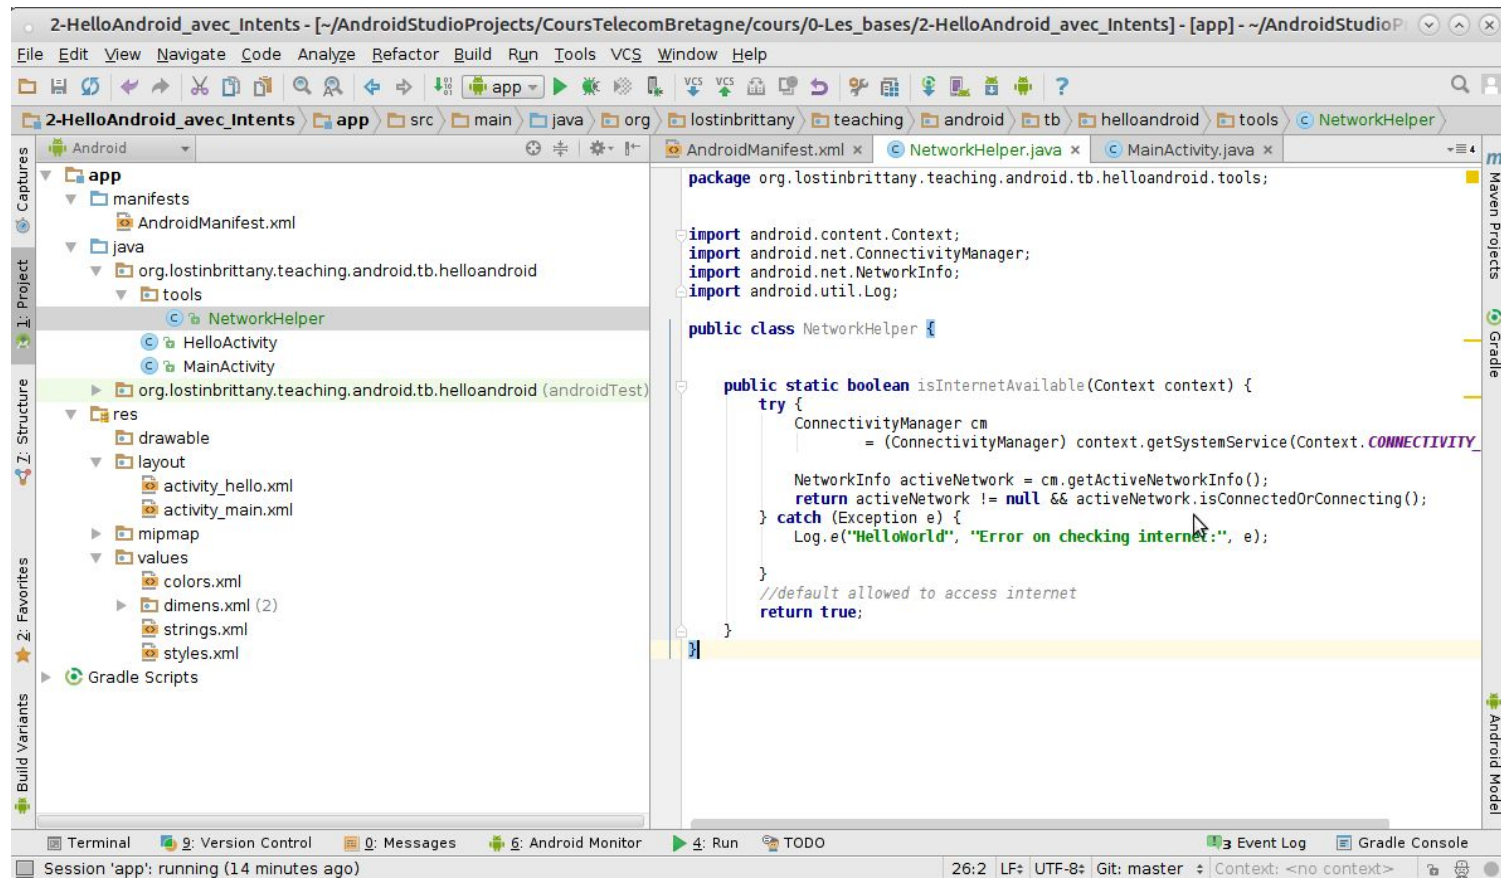 2-HelloAndroid_avec_Intents - [~/AndroidStudioProjects/CoursTelecomBretagne/cours/0-Les_bases/2-HelloAndroid_avec_Intents] - [app] - ~/AndroidStudioP
File Edit View Navigate Code Analyze Refactor Build Run Tools VCS Window Help
app VCS VCS ?
2-HelloAndroid_avec_Intents app src main java org lostinbrittany teaching android tb helloandroid tools NetworkHelper
Android
AndroidManifest.xml NetworkHelper.java MainActivity.java
Captures
1: Project
7: Structure
2: Favorites
Build Variants
app
manifests
AndroidManifest.xml
java
org.lostinbrittany.teaching.android.tb.helloandroid
tools
NetworkHelper
HelloActivity
MainActivity
org.lostinbrittany.teaching.android.tb.helloandroid (androidTest)
res
drawable
layout
activity_hello.xml
activity_main.xml
mipmap
values
colors.xml
dimens.xml (2)
strings.xml
styles.xml
Gradle Scripts
package org.lostinbrittany.teaching.android.tb.helloandroid.tools;
import android.content.Context;
import android.net.ConnectivityManager;
import android.net.NetworkInfo;
import android.util.Log;
public class NetworkHelper {
public static boolean isInternetAvailable(Context context) {
try {
ConnectivityManager cm
= (ConnectivityManager) context.getSystemService(Context.CONNECTIVITY_
NetworkInfo activeNetwork = cm.getActiveNetworkInfo();
return activeNetwork != null && activeNetwork.isConnectedOrConnecting();
} catch (Exception e) {
Log.e("HelloWorld", "Error on checking internet:", e);
}
//default allowed to access internet
return true;
}
}
m Maven Projects
Gradle
Android Model
Terminal 9: Version Control 0: Messages 6: Android Monitor 4: Run TODO 3 Event Log Gradle Console
Session 'app': running (14 minutes ago) 26:2 LF UTF-8 Git: master Context: <no context>